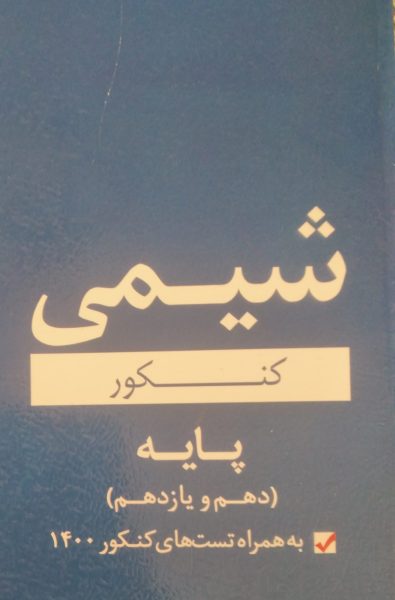 شیمی
کنکور
پایه
(دهم و یازدهم)
به همراه تست‌های کنکور ۱۴۰۰